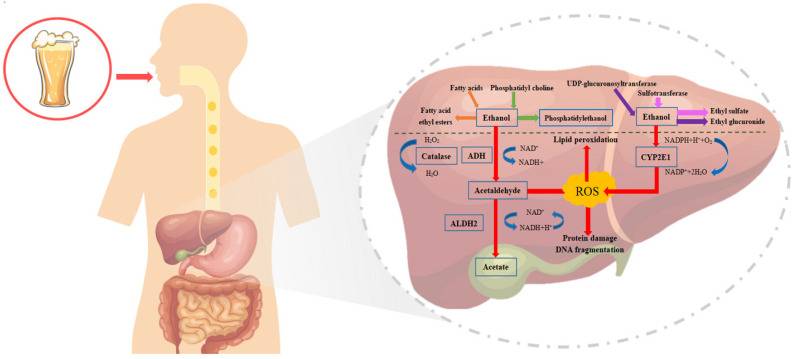 UDP-glucuronosyltransferase
Fatty acids
Phosphatidyl choline
Sulfotransferase
Fatty acid
ethyl esters
Ethanol
Phosphatidylethanol
Ethanol
Ethyl sulfate
Ethyl glucuronide
H₂O₂
Catalase
H₂O
ADH
NAD⁺
NADH+
Lipid peroxidation
NADPH+H⁺+O₂
CYP2E1
NADP⁺+2H₂O
Acetaldehyde
ROS
ALDH2
NAD⁺
NADH+H⁺
Protein damage
DNA fragmentation
Acetate